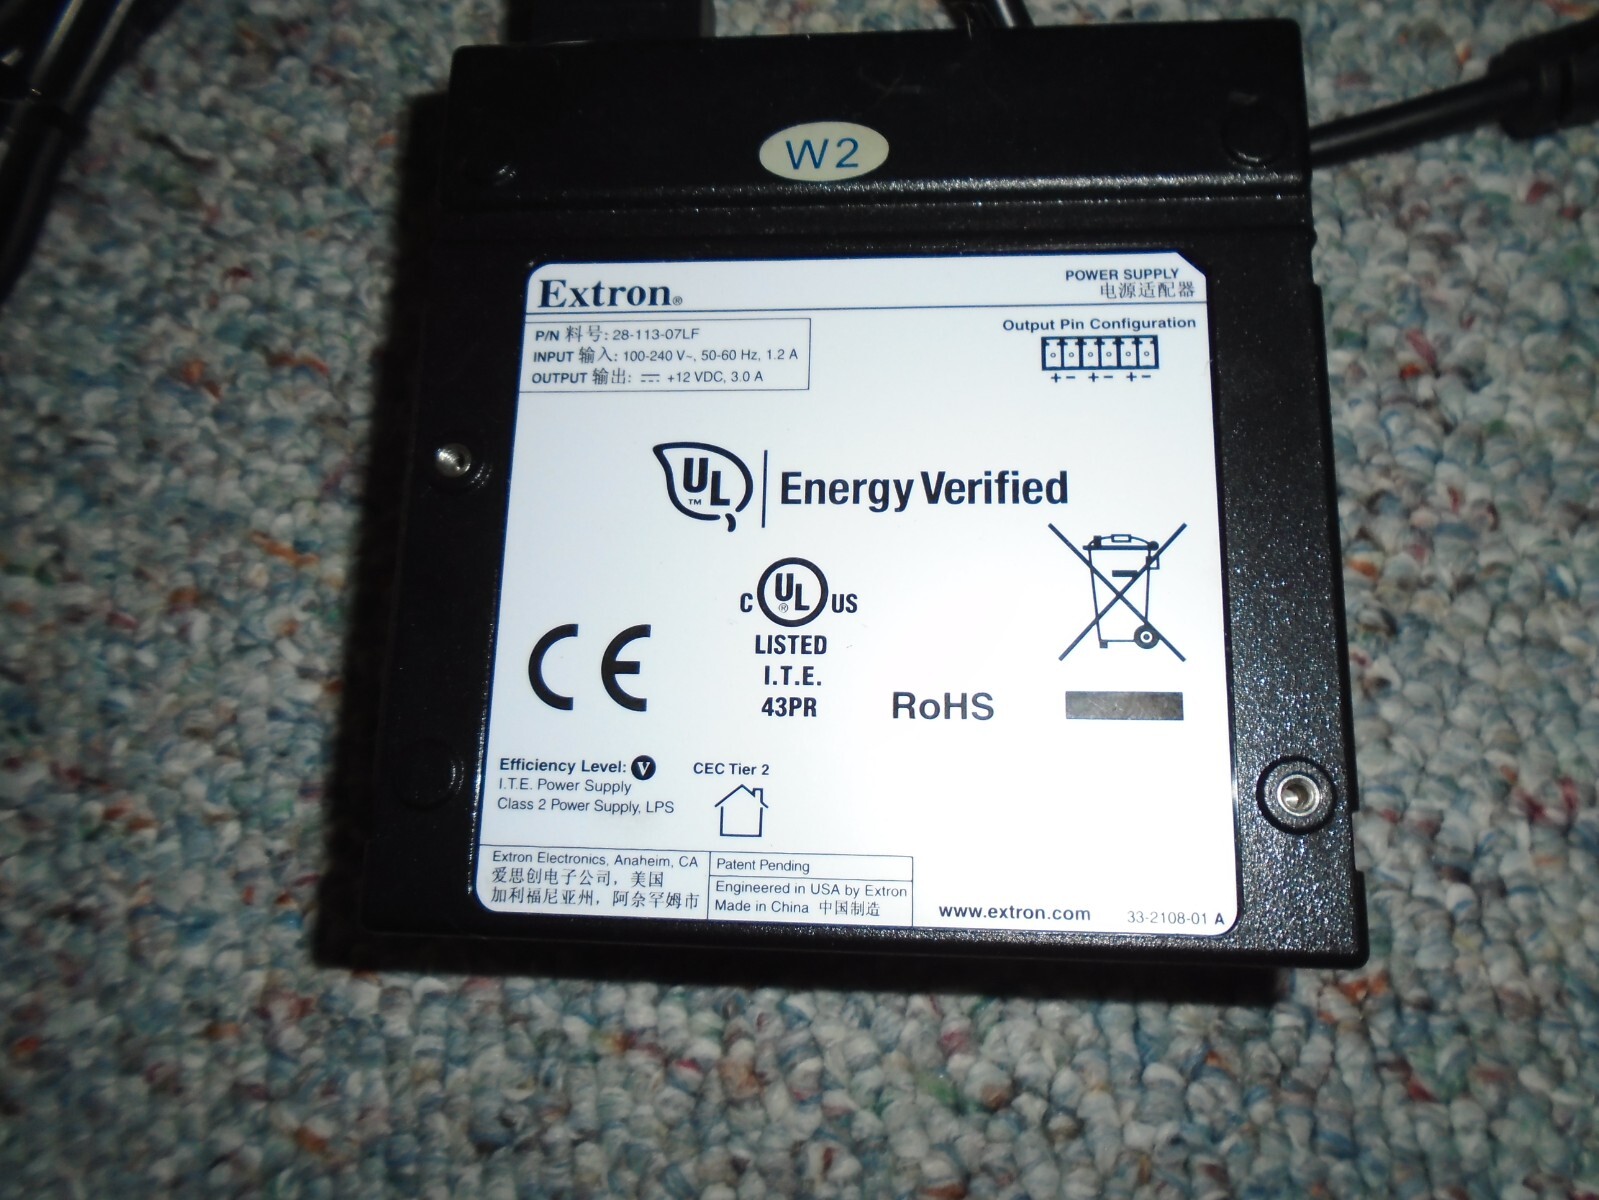 W2
Extron®
POWER SUPPLY
电源适配器
P/N 料号: 28-113-07LF
INPUT 输入: 100-240 V~, 50-60 Hz, 1.2 A
OUTPUT 输出: ⎓ +12 VDC, 3.0 A
Output Pin Configuration
+ − + − + −
UL ™ Energy Verified
C UL ® US
LISTED
I.T.E.
43PR
CE
RoHS
Efficiency Level: V
I.T.E. Power Supply
Class 2 Power Supply, LPS
CEC Tier 2
Extron Electronics, Anaheim, CA
爱思创电子公司，美国
加利福尼亚州，阿奈罕姆市
Patent Pending
Engineered in USA by Extron
Made in China 中国制造
www.extron.com
33-2108-01 A